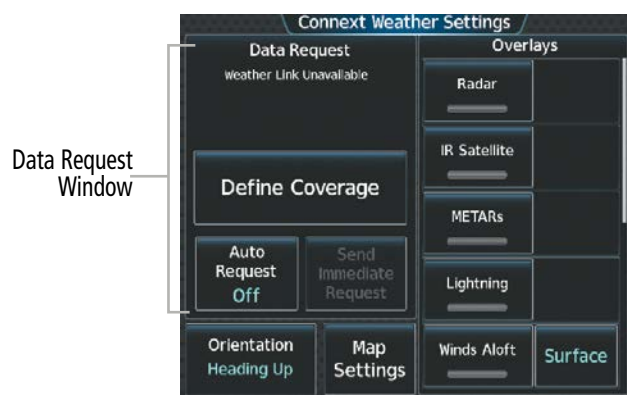 Connext Weather Settings
Data Request
Weather Link Unavailable
Define Coverage
Auto
Request
Off
Send
Immediate
Request
Orientation
Heading Up
Map
Settings
Overlays
Radar
IR Satellite
METARs
Lightning
Winds Aloft
Surface
Data Request
Window